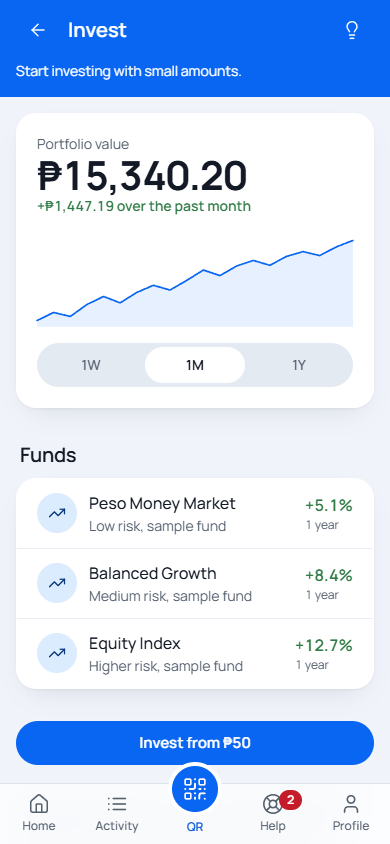 Invest
Start investing with small amounts.
Portfolio value
₱15,340.20
+₱1,447.19 over the past month
1W 1M 1Y
Funds
Peso Money Market +5.1%
Low risk, sample fund 1 year
Balanced Growth +8.4%
Medium risk, sample fund 1 year
Equity Index +12.7%
Higher risk, sample fund 1 year
Invest from ₱50
2
Home Activity QR Help Profile